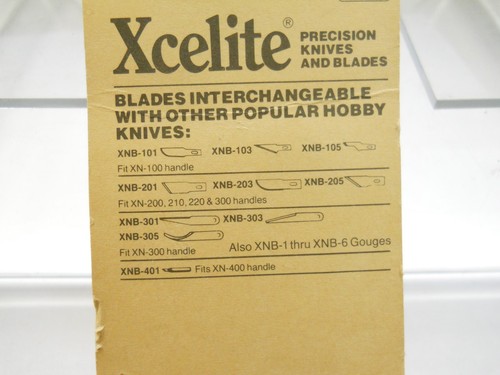 Xcelite®
PRECISION
KNIVES
AND BLADES
BLADES INTERCHANGEABLE
WITH OTHER POPULAR HOBBY
KNIVES:
XNB-101 XNB-103 XNB-105
Fit XN-100 handle
XNB-201 XNB-203 XNB-205
Fit XN-200, 210, 220 & 300 handles
XNB-301 XNB-303
XNB-305
Fit XN-300 handle Also XNB-1 thru XNB-6 Gouges
XNB-401 Fits XN-400 handle